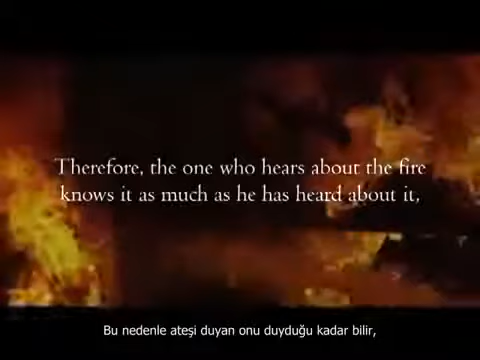 Therefore, the one who hears about the fire
knows it as much as he has heard about it,
Bu nedenle ateşi duyan onu duyduğu kadar bilir,